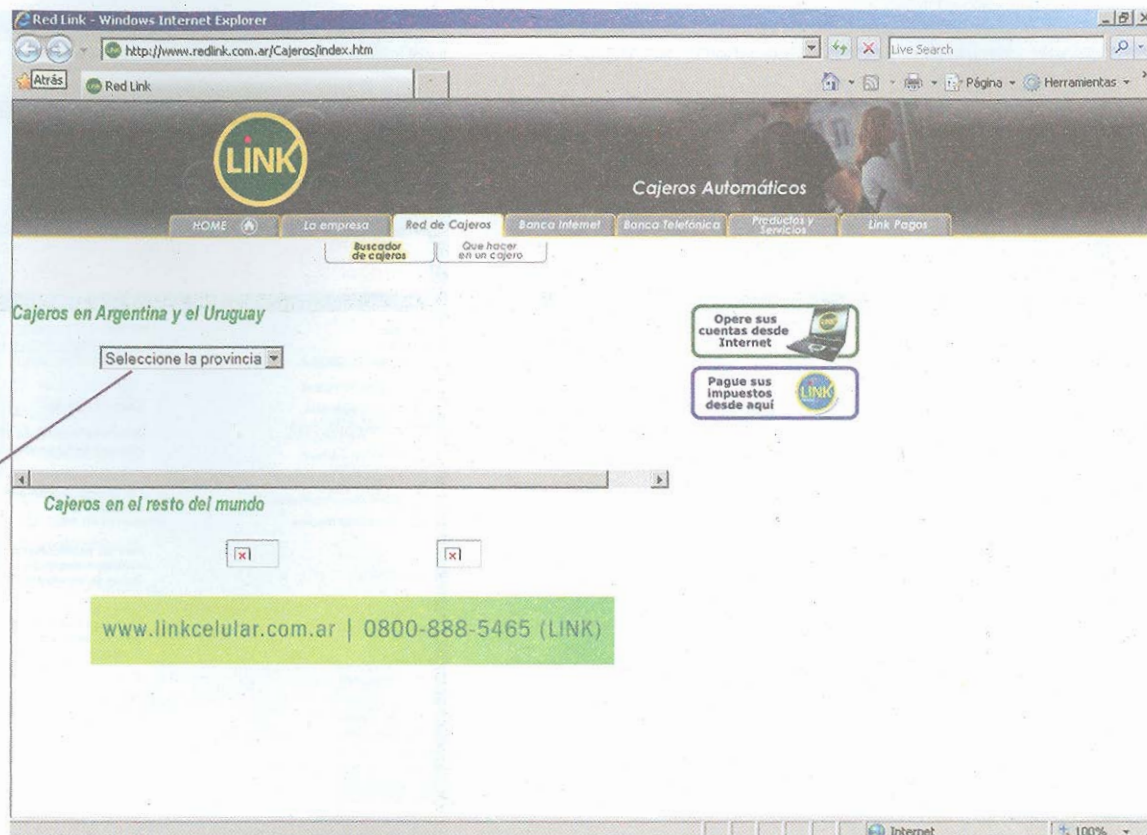 Red Link - Windows Internet Explorer
http://www.redlink.com.ar/Cajeros/index.htm
Live Search
Atrás
Red Link
Página
Herramientas
LINK
Cajeros Automáticos
HOME
La empresa
Red de Cajeros
Banca Internet
Banca Telefónica
Productos y
Servicios
Link Pagos
Buscador
de cajeros
Que hacer
en un cajero
Cajeros en Argentina y el Uruguay
Seleccione la provincia
Opere sus
cuentas desde
Internet
Pague sus
impuestos
desde aquí
LINK
Cajeros en el resto del mundo
www.linkcelular.com.ar | 0800-888-5465 (LINK)
Internet
100%